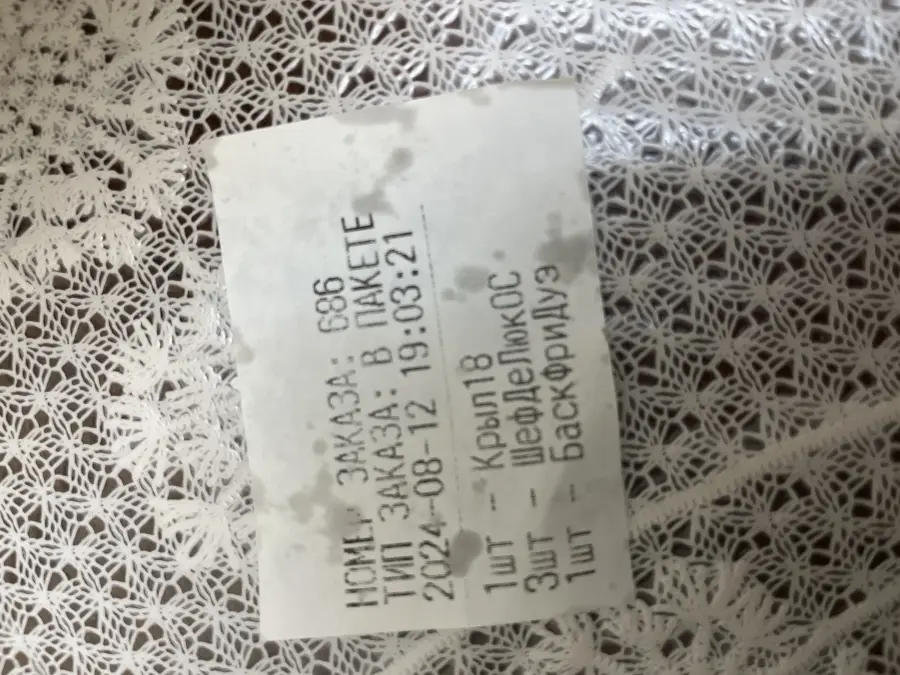 НОМЕР ЗАКАЗА: 686
ТИП ЗАКАЗА: В ПАКЕТЕ
2024-08-12 19:03:21
1шт - Крыл18
3шт - ШефДеЛюкОС
1шт - БаскФриДуэ